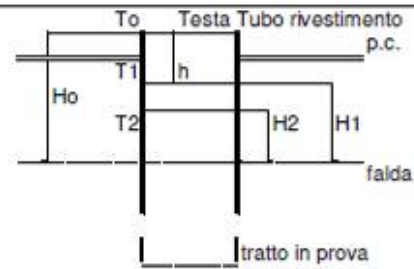 To Testa Tubo rivestimento
p.c.
T1 h
Ho
T2 H2 H1
falda
tratto in prova